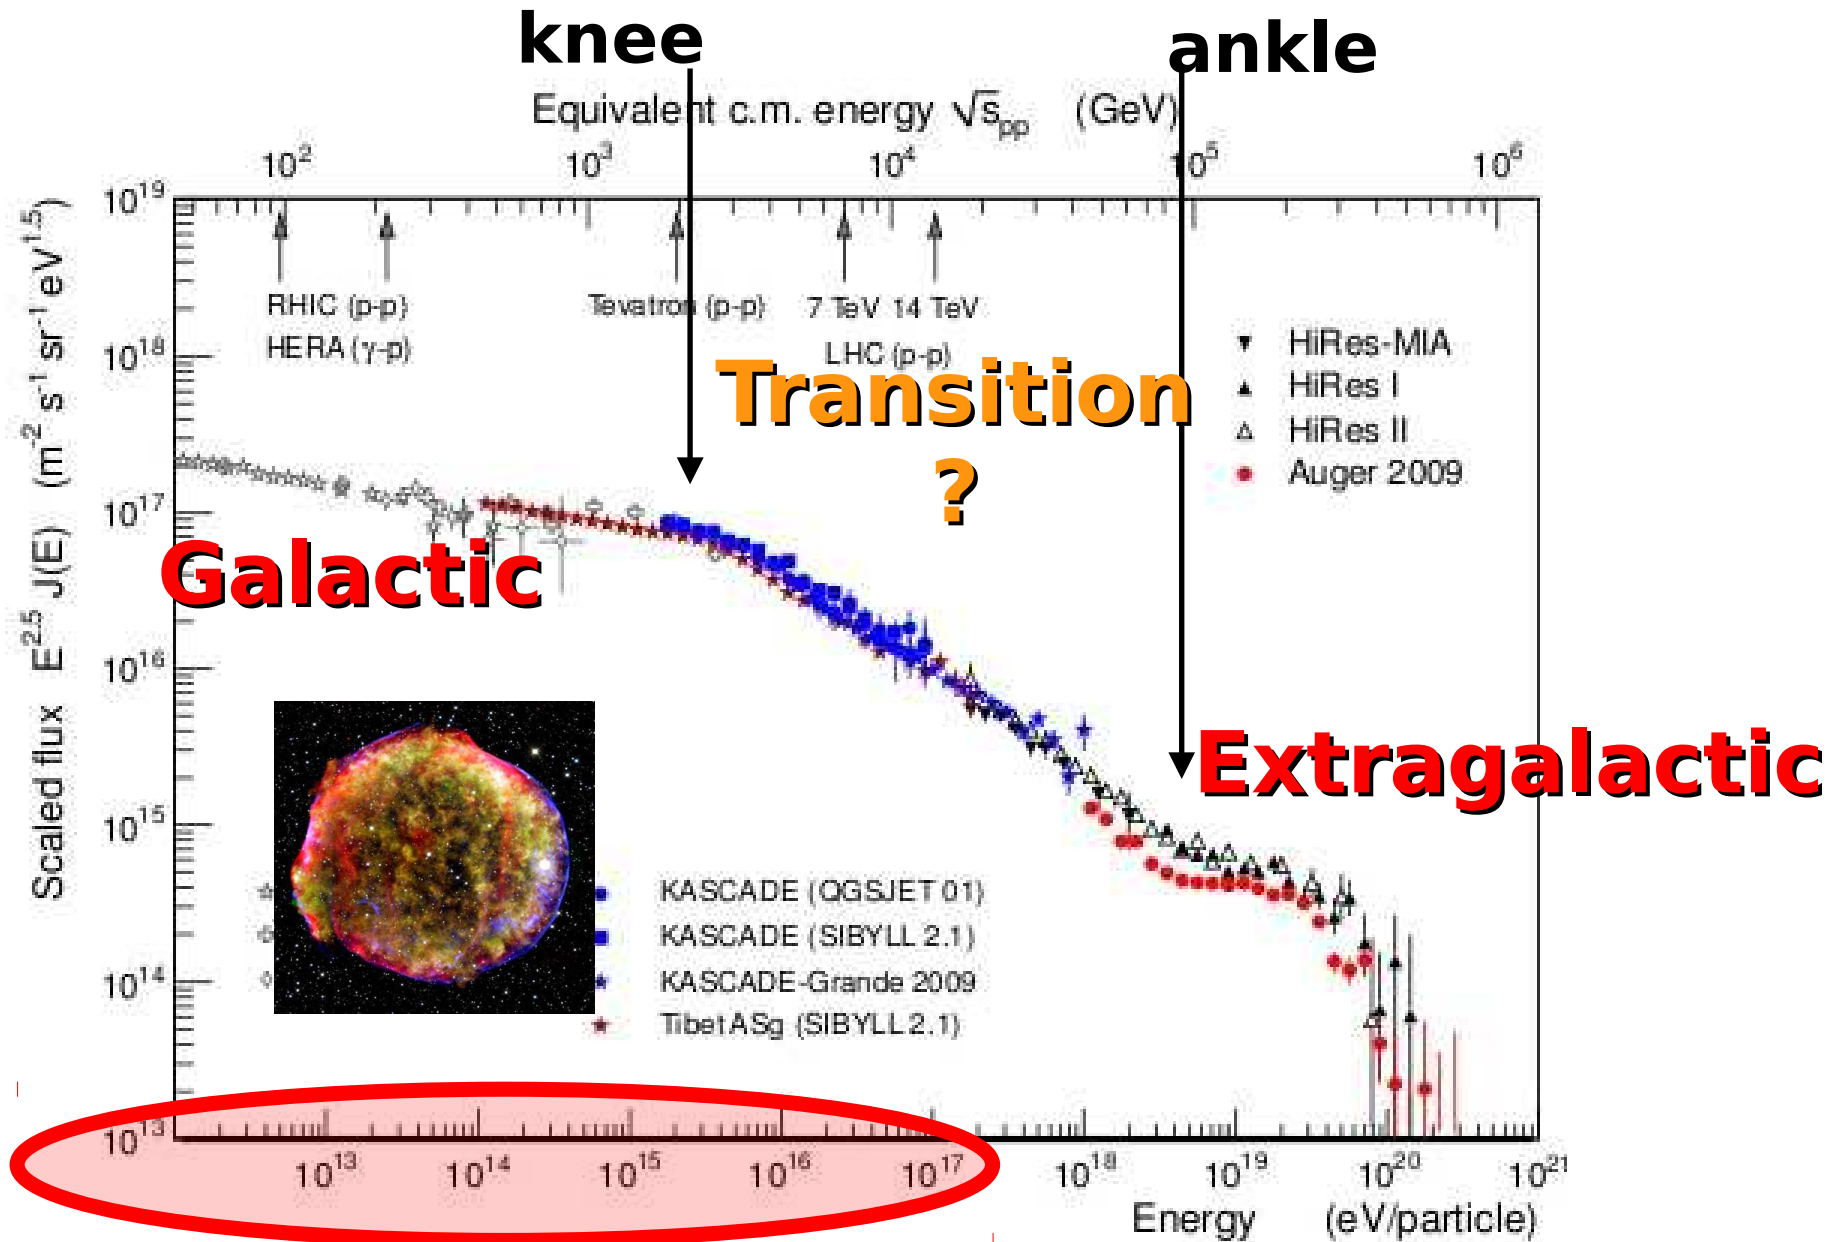 knee
ankle
Equivalent c.m. energy √s_pp (GeV)
10^2 10^3 10^4 10^5 10^6
10^19
RHIC (p-p) Tevatron (p-p) 7 TeV 14 TeV
HERA (γ-p) LHC (p-p)
HiRes-MIA
HiRes I
HiRes II
Auger 2009
10^18
Transition
?
10^17
Galactic
10^16
Extragalactic
10^15
KASCADE (QGSJET 01)
KASCADE (SIBYLL 2.1)
KASCADE-Grande 2009
Tibet ASg (SIBYLL 2.1)
10^14
10^13
Scaled flux E^2.5 J(E) (m^-2 s^-1 sr^-1 eV^1.5)
10^13 10^14 10^15 10^16 10^17 10^18 10^19 10^20 10^21
Energy (eV/particle)